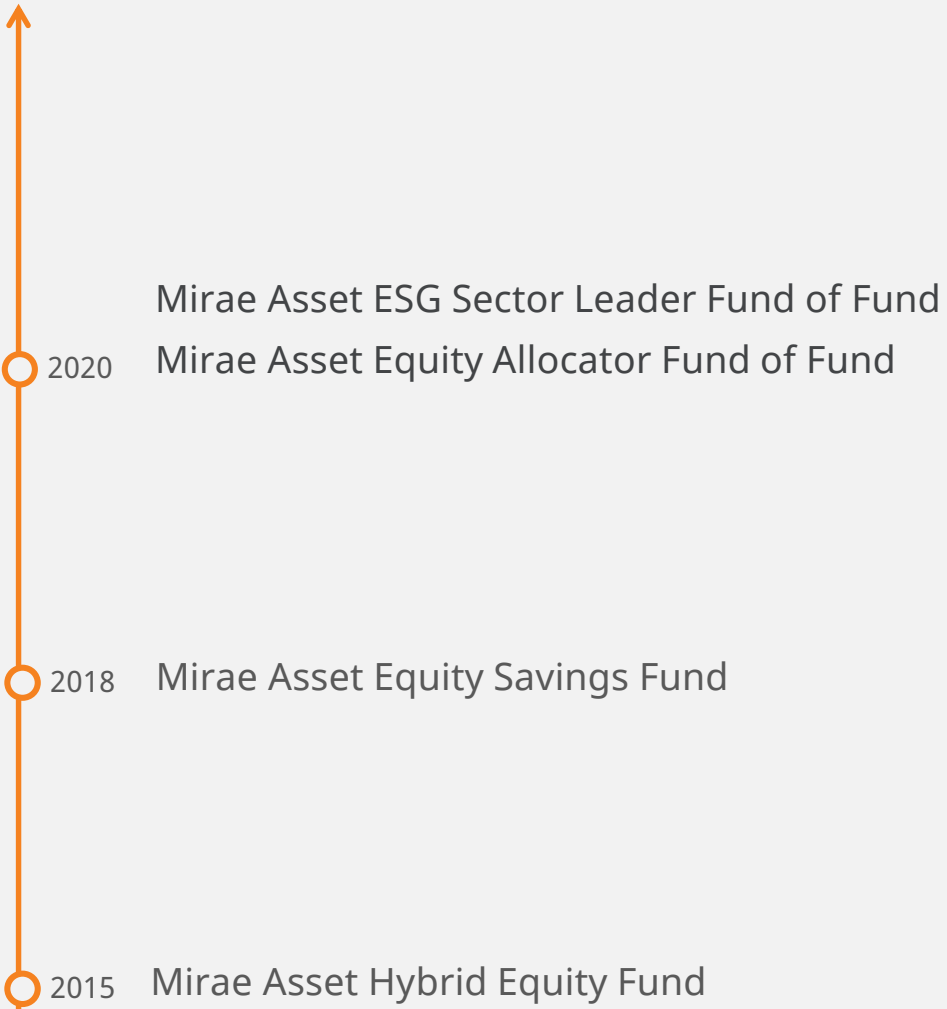 Mirae Asset ESG Sector Leader Fund of Fund
2020 Mirae Asset Equity Allocator Fund of Fund
2018 Mirae Asset Equity Savings Fund
2015 Mirae Asset Hybrid Equity Fund